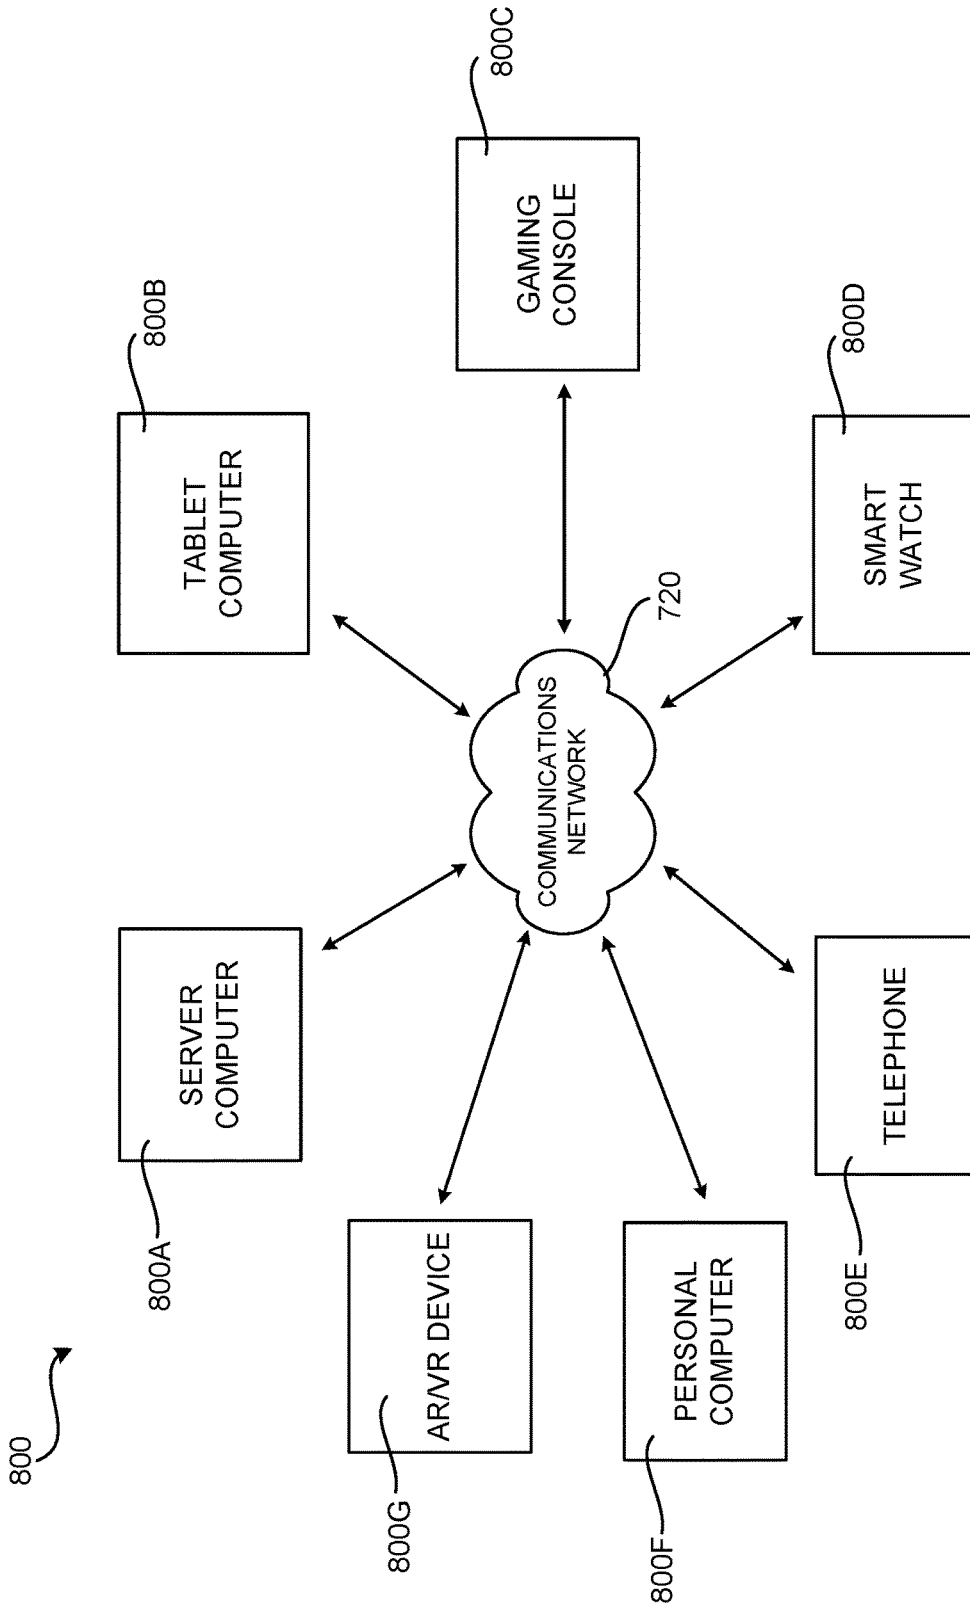 800
800A
SERVER
COMPUTER
TABLET
COMPUTER
800B
800G
AR/VR DEVICE
COMMUNICATIONS
NETWORK
720
GAMING
CONSOLE
800C
800F
PERSONAL
COMPUTER
800E
TELEPHONE
SMART
WATCH
800D